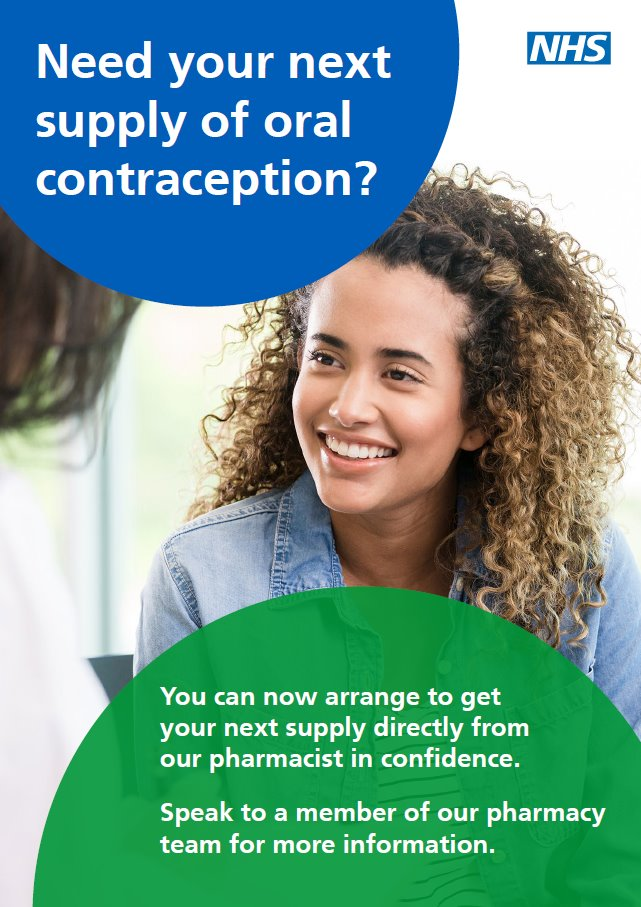 Need your next
supply of oral
contraception?
NHS
You can now arrange to get
your next supply directly from
our pharmacist in confidence.
Speak to a member of our pharmacy
team for more information.